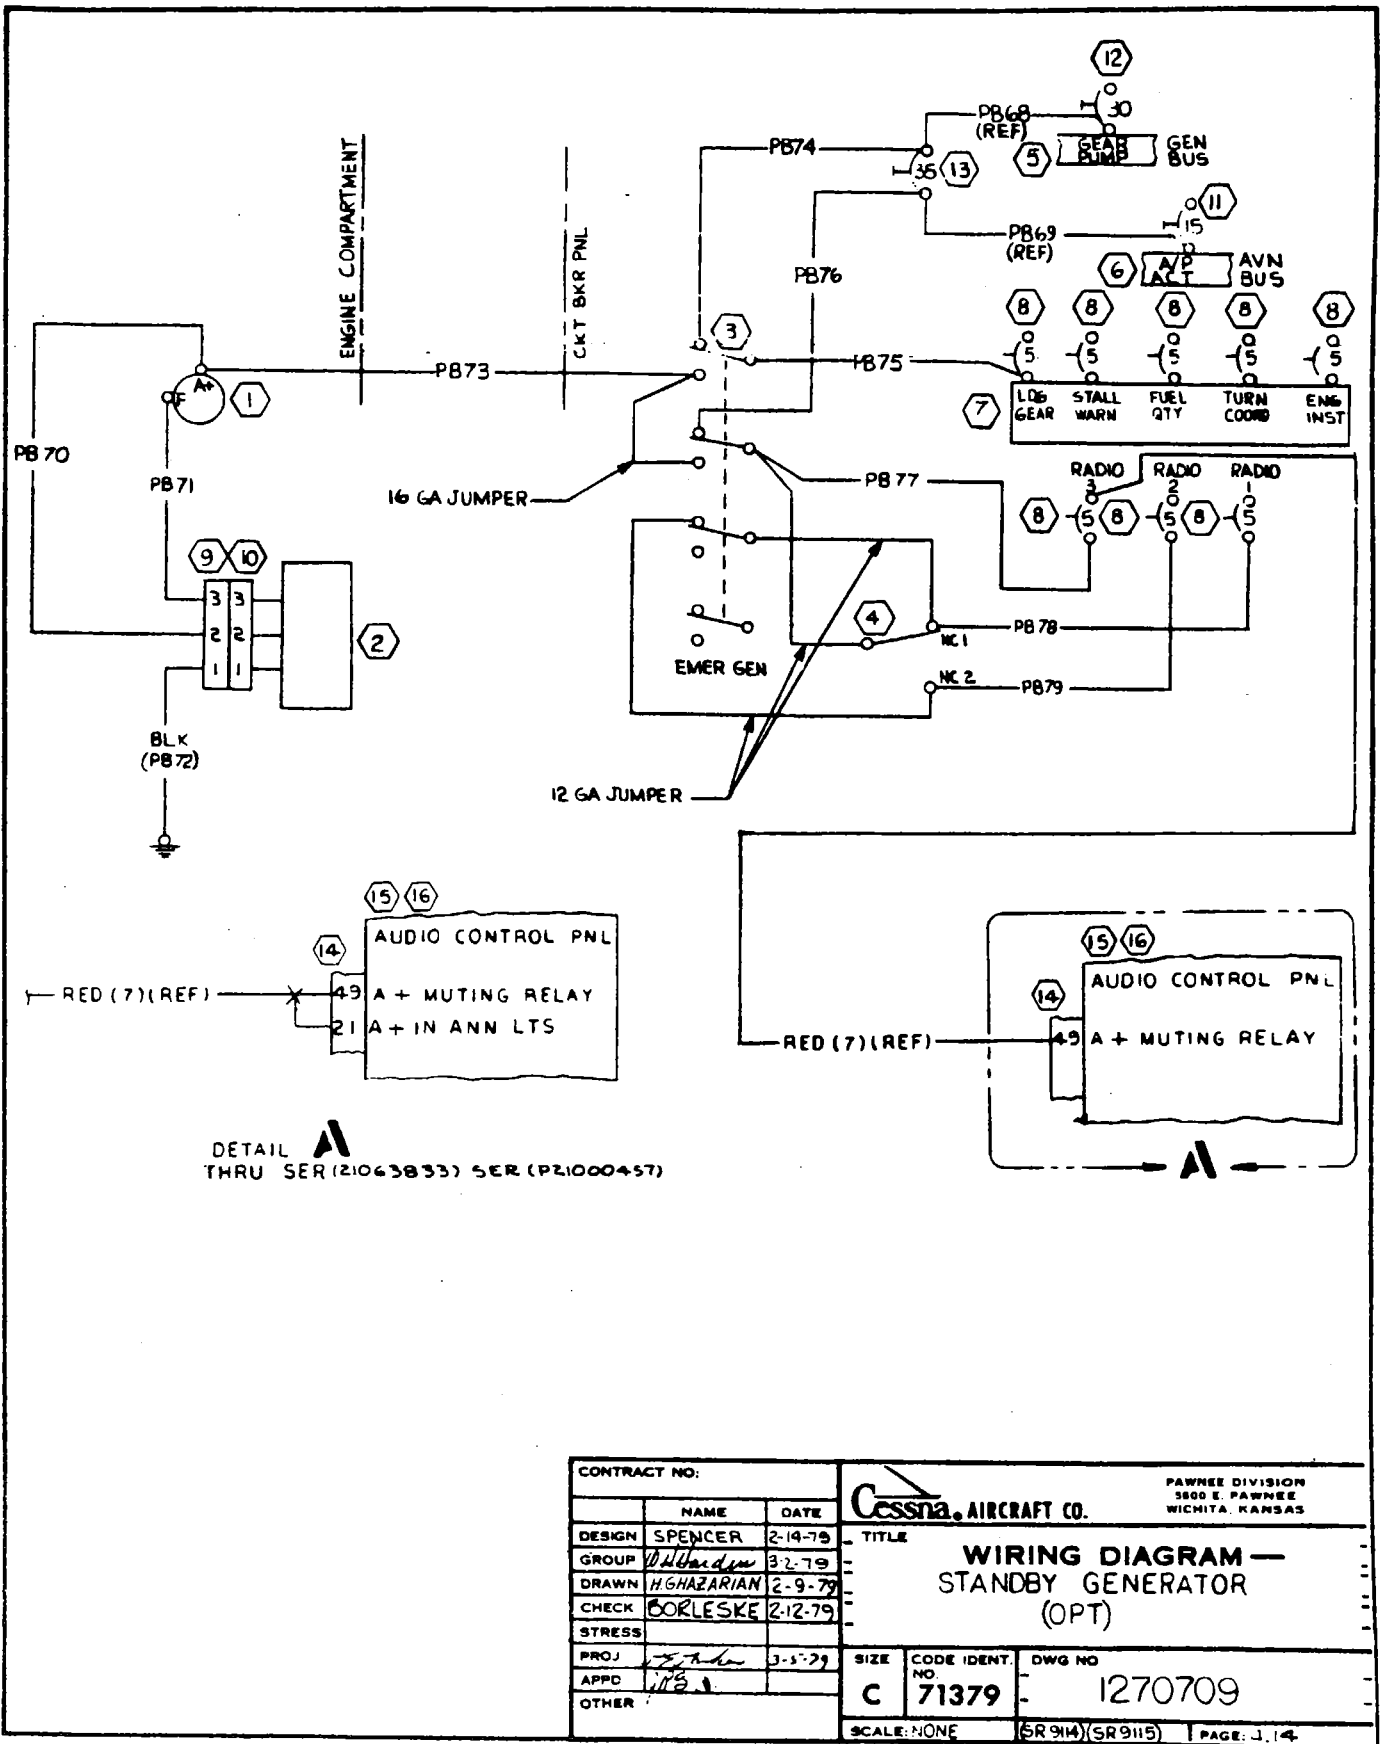 12
30
PB68
(REF)
5
GEAR
PUMP
GEN
BUS
PB74
35
13
11
15
PB69
(REF)
6
A/P
ACT
AVN
BUS
PB76
ENGINE COMPARTMENT
CKT BKR PNL
3
8
8
8
8
8
5
5
5
5
5
PB75
PB73
A+
F
1
7
LDG
GEAR
STALL
WARN
FUEL
QTY
TURN
COORD
ENG
INST
PB70
PB71
16 GA JUMPER
PB77
RADIO
3
RADIO
2
RADIO
1
8
5
8
5
8
5
9
10
3
3
2
2
1
1
2
4
NC1
PB78
EMER GEN
NC 2
PB79
BLK
(PB72)
12 GA JUMPER
15
16
AUDIO CONTROL PNL
14
RED (7)(REF)
49
A + MUTING RELAY
21
A + IN ANN LTS
15
16
AUDIO CONTROL PNL
14
RED (7)(REF)
49
A + MUTING RELAY
A
DETAIL A
THRU SER (21063833) SER (P21000457)
CONTRACT NO:
NAME DATE
DESIGN SPENCER 2-14-79
GROUP 3-2-79
DRAWN H.GHAZARIAN 2-9-79
CHECK BORLESKE 2-12-79
STRESS
PROJ 3-5-79
APPD
OTHER
Cessna. AIRCRAFT CO.
PAWNEE DIVISION
5800 E. PAWNEE
WICHITA, KANSAS
TITLE
WIRING DIAGRAM —
STANDBY GENERATOR
(OPT)
SIZE
C
CODE IDENT.
NO.
71379
DWG NO
1270709
SCALE: NONE
(SR9114)(SR9115)
PAGE: 1.14